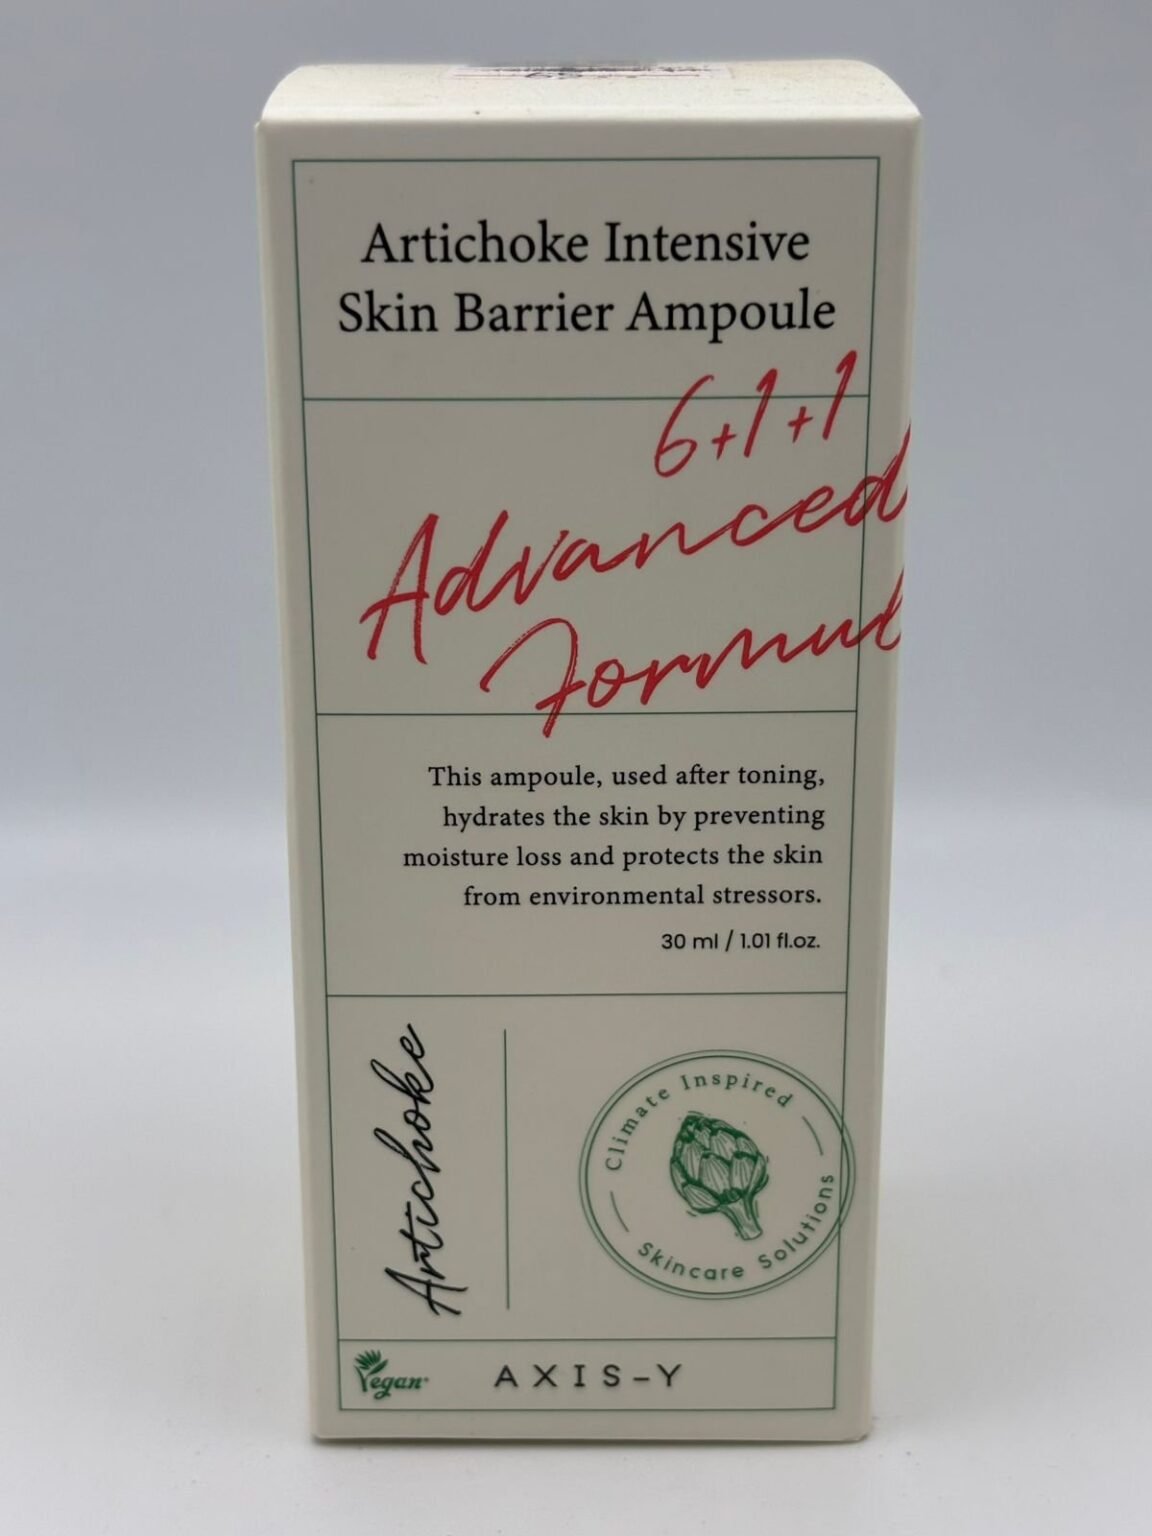 Artichoke Intensive
Skin Barrier Ampoule
6+1+1
Advanced
Formul
This ampoule, used after toning,
hydrates the skin by preventing
moisture loss and protects the skin
from environmental stressors.
30 ml / 1.01 fl.oz.
Artichoke
Climate Inspired
Skincare Solutions
Vegan
AXIS-Y